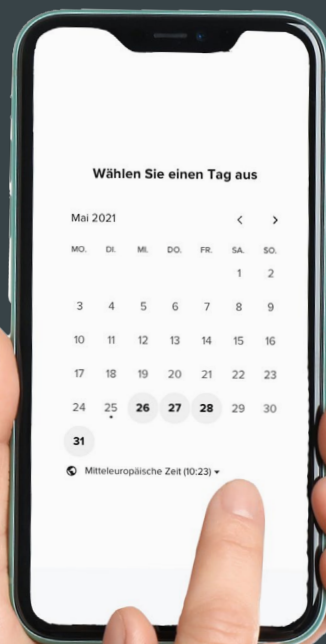 Wählen Sie einen Tag aus
Mai 2021 < >
MO. DI. MI. DO. FR. SA. SO.
1 2
3 4 5 6 7 8 9
10 11 12 13 14 15 16
17 18 19 20 21 22 23
24 25 26 27 28 29 30
31
Mitteleuropäische Zeit (10:23)